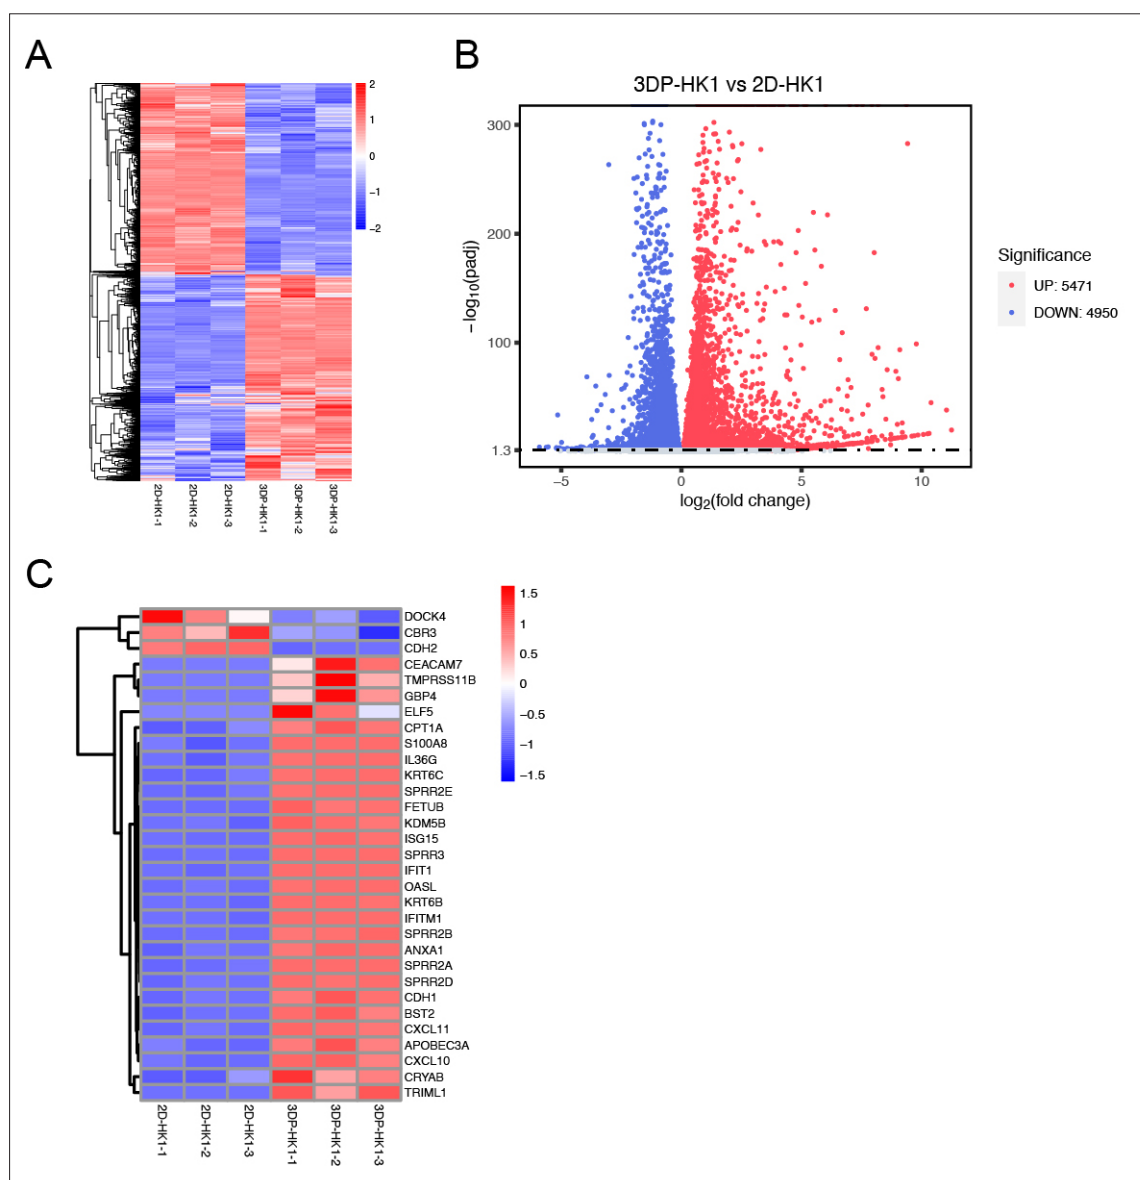 A
2
1
0
−1
−2
2D-HK1-1
2D-HK1-2
2D-HK1-3
3DP-HK1-1
3DP-HK1-2
3DP-HK1-3
B
3DP-HK1 vs 2D-HK1
300
200
100
1.3
−log10(padj)
−5
0
5
10
log2(fold change)
Significance
UP: 5471
DOWN: 4950
C
1.5
1
0.5
0
−0.5
−1
−1.5
DOCK4
CBR3
CDH2
CEACAM7
TMPRSS11B
GBP4
ELF5
CPT1A
S100A8
IL36G
KRT6C
SPRR2E
FETUB
KDM5B
ISG15
SPRR3
IFIT1
OASL
KRT6B
IFITM1
SPRR2B
ANXA1
SPRR2A
SPRR2D
CDH1
BST2
CXCL11
APOBEC3A
CXCL10
CRYAB
TRIML1
2D-HK1-1
2D-HK1-2
2D-HK1-3
3DP-HK1-1
3DP-HK1-2
3DP-HK1-3